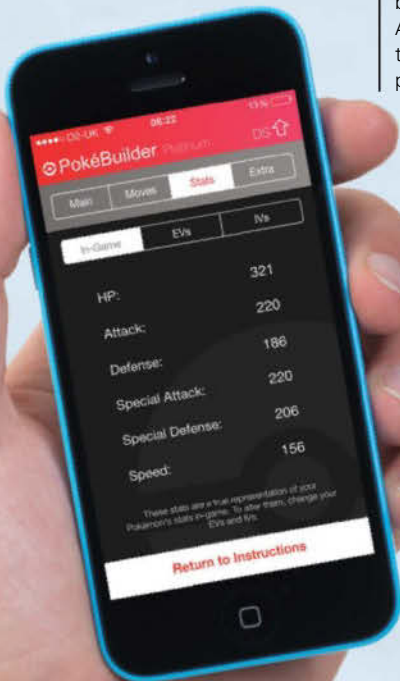 b
A
t
p
O2-UK 06:22 13%
PokéBuilder Platinum DS
Main Moves Stats Extra
In-Game EVs IVs
HP: 321
Attack: 220
Defense: 186
Special Attack: 220
Special Defense: 206
Speed: 156
These stats are a true representation of your
Pokémon's stats in-game. To alter them, change your
EVs and IVs.
Return to Instructions